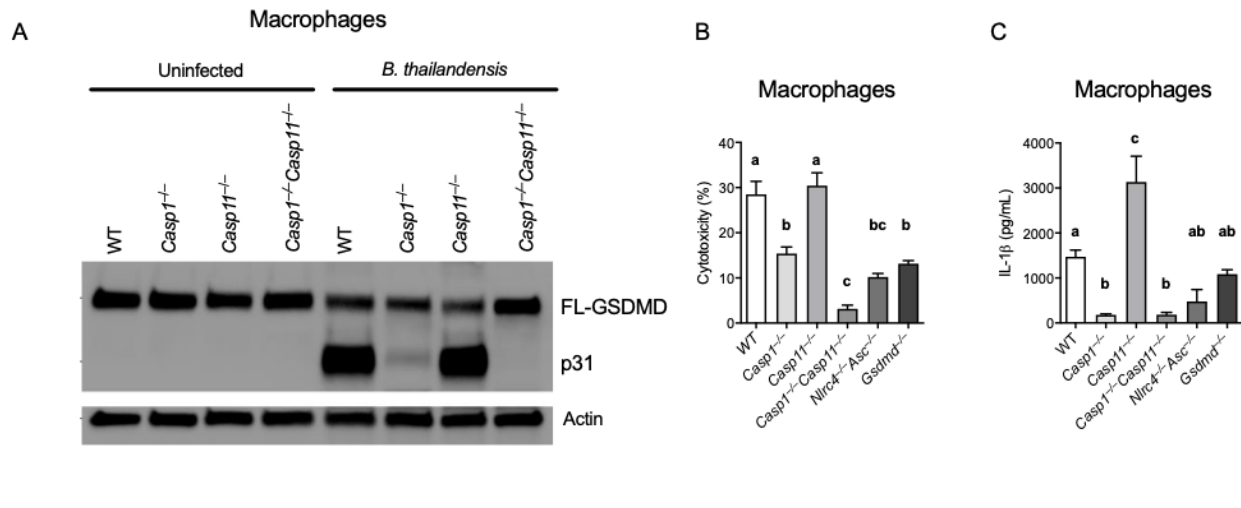 A
Macrophages
Uninfected
B. thailandensis
WT
Casp1–/–
Casp11–/–
Casp1–/–Casp11–/–
WT
Casp1–/–
Casp11–/–
Casp1–/–Casp11–/–
FL-GSDMD
p31
Actin
B
Macrophages
Cytotoxicity (%)
40
30
20
10
0
a
b
a
c
bc
b
WT
Casp1–/–
Casp11–/–
Casp1–/–Casp11–/–
Nlrc4–/–Asc–/–
Gsdmd–/–
C
Macrophages
IL-1β (pg/mL)
4000
3000
2000
1000
0
a
b
c
b
ab
ab
WT
Casp1–/–
Casp11–/–
Casp1–/–Casp11–/–
Nlrc4–/–Asc–/–
Gsdmd–/–